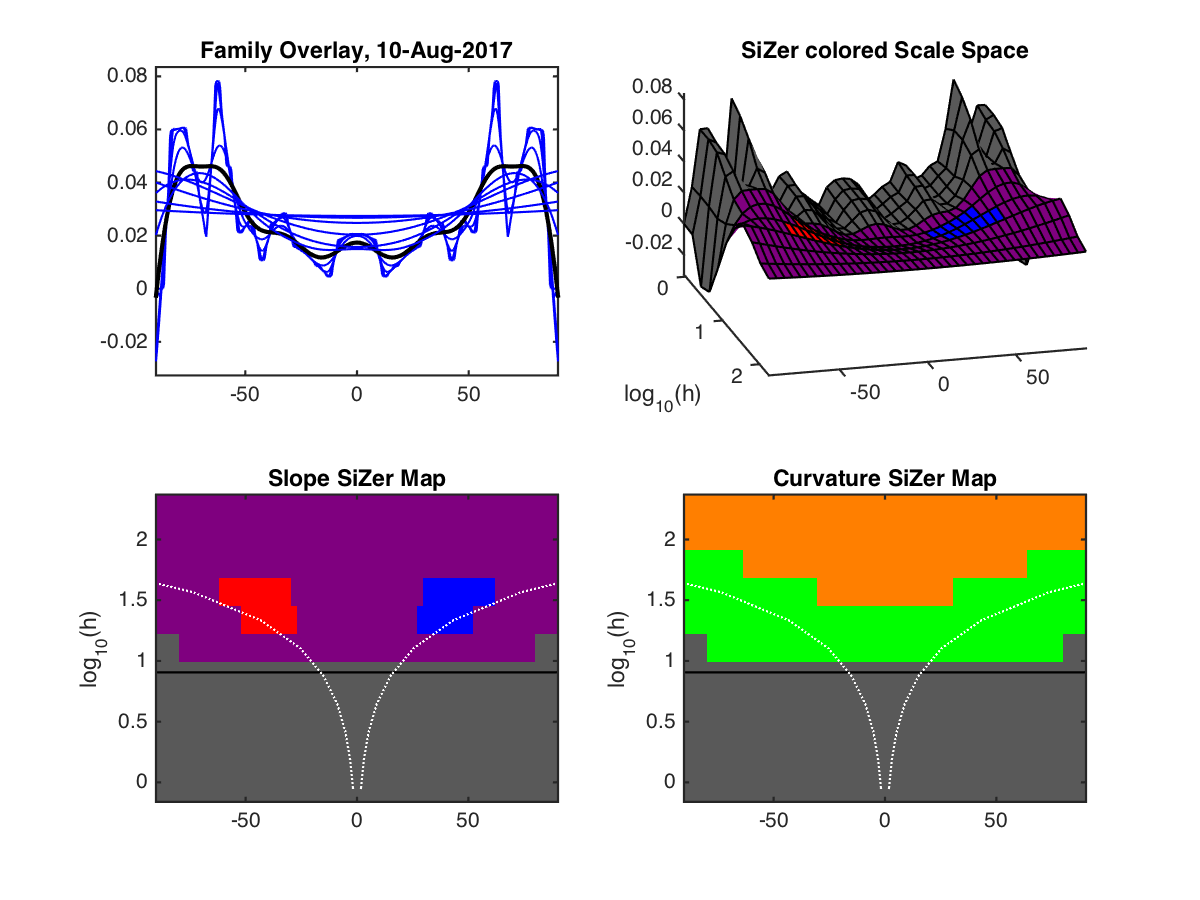 Family Overlay, 10-Aug-2017
0.08
0.06
0.04
0.02
0
-0.02
-50 0 50
SiZer colored Scale Space
0.08
0.06
0.04
0.02
0
-0.02
0
1
2
log10(h)
-50 0 50
Slope SiZer Map
2
1.5
1
0.5
0
log10(h)
-50 0 50
Curvature SiZer Map
2
1.5
1
0.5
0
log10(h)
-50 0 50